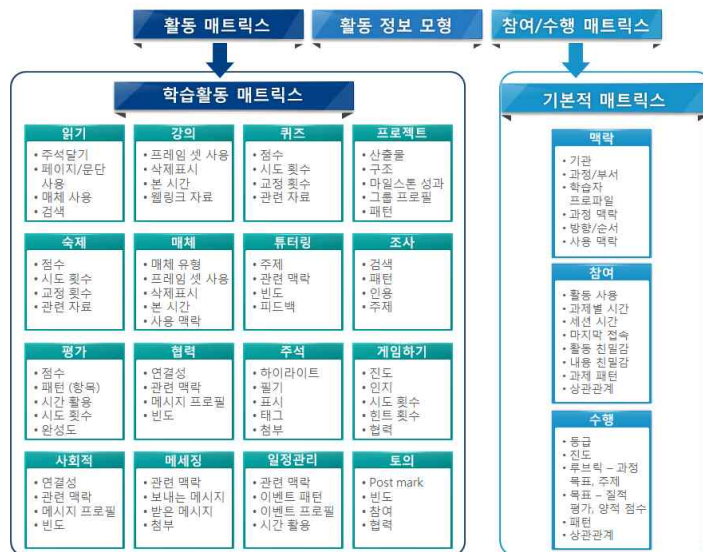 활동 매트릭스
활동 정보 모형
참여/수행 매트릭스
학습활동 매트릭스
읽기
• 주석달기
• 페이지/문단
사용
• 매체 사용
• 검색
강의
• 프레임 셋 사용
• 삭제표시
• 본 시간
• 웹링크 자료
퀴즈
• 점수
• 시도 횟수
• 교정 횟수
• 관련 자료
프로젝트
• 산출물
• 구조
• 마일스톤 성과
• 그룹 프로필
• 패턴
숙제
• 점수
• 시도 횟수
• 교정 횟수
• 관련 자료
매체
• 매체 유형
• 프레임 셋 사용
• 삭제표시
• 본 시간
• 사용 맥락
튜터링
• 주제
• 관련 맥락
• 빈도
• 피드백
조사
• 검색
• 패턴
• 인용
• 주제
평가
• 점수
• 패턴 (항목)
• 시간 활용
• 시도 횟수
• 완성도
협력
• 연결성
• 관련 맥락
• 메시지 프로필
• 빈도
주석
• 하이라이트
• 필기
• 표시
• 태그
• 첨부
게임하기
• 진도
• 인지
• 시도 횟수
• 힌트 횟수
• 협력
사회적
• 연결성
• 관련 맥락
• 메시지 프로필
• 빈도
메세징
• 관련 맥락
• 보내는 메시지
• 받은 메시지
• 첨부
일정관리
• 관련 맥락
• 이벤트 패턴
• 이벤트 프로필
• 시간 활용
토의
• Post mark
• 빈도
• 참여
• 협력
기본적 매트릭스
맥락
• 기관
• 과정/부서
• 학습자
프로파일
• 과정 맥락
• 방향/순서
• 사용 맥락
참여
• 활동 사용
• 과제별 시간
• 세션 시간
• 마지막 접속
• 활동 친밀감
• 내용 친밀감
• 과제 패턴
• 상관관계
수행
• 등급
• 진도
• 루브릭 – 과정
목표, 주제
• 목표 – 질적
평가, 양적 점수
• 패턴
• 상관관계